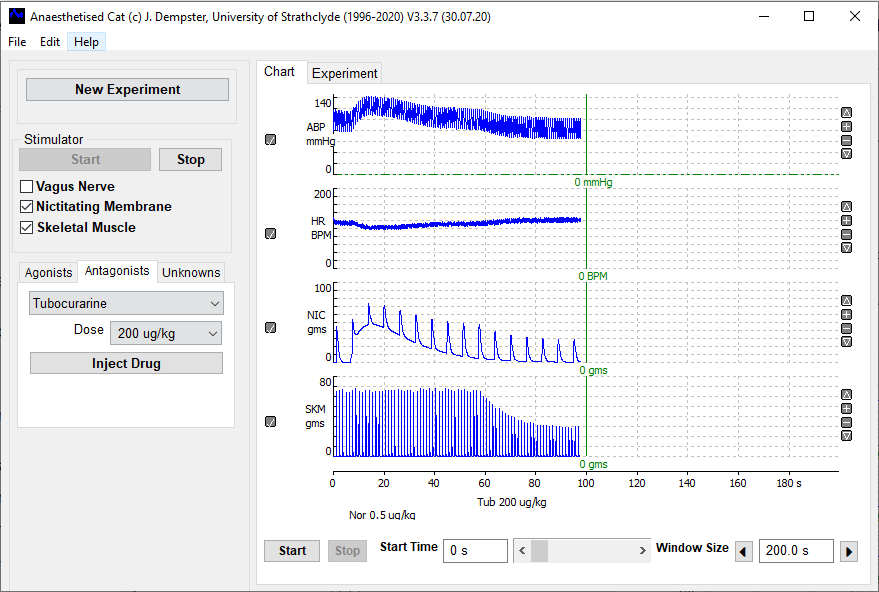 Anaesthetised Cat (c) J. Dempster, University of Strathclyde (1996-2020) V3.3.7 (30.07.20)
File Edit Help
New Experiment
Stimulator
Start Stop
Vagus Nerve
Nictitating Membrane
Skeletal Muscle
Agonists Antagonists Unknowns
Tubocurarine
Dose 200 ug/kg
Inject Drug
Chart Experiment
140
ABP
mmHg
0
0 mmHg
200
HR
BPM
0
0 BPM
100
NIC
gms
0
0 gms
80
SKM
gms
0
0 gms
0 20 40 60 80 100 120 140 160 180 s
Tub 200 ug/kg
Nor 0.5 ug/kg
Start Stop Start Time 0 s Window Size 200.0 s